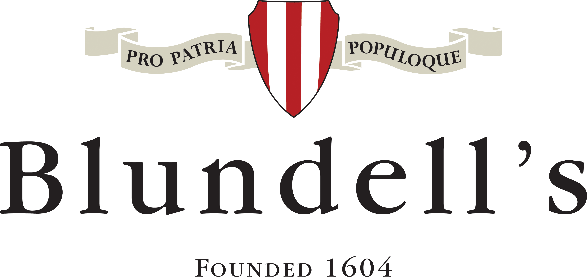 PRO PATRIA POPULOQUE
Blundell's
FOUNDED 1604